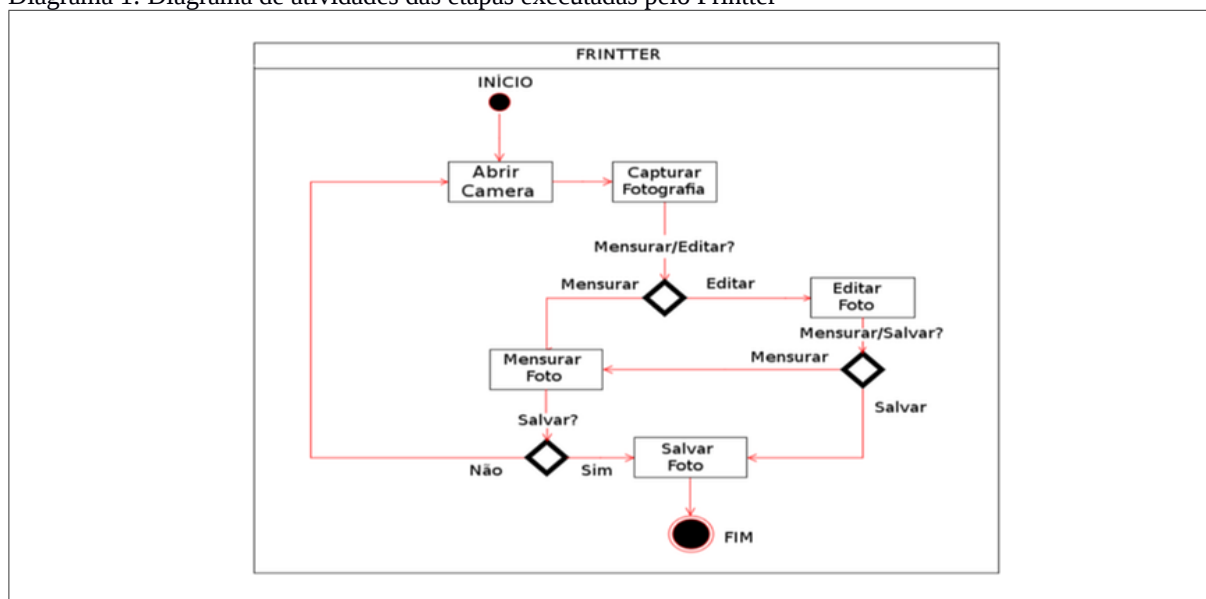 Diagrama 1: Diagrama de atividades das etapas executadas pelo Frintter
FRINTTER
INÍCIO
Abrir
Camera
Capturar
Fotografia
Mensurar/Editar?
Mensurar
Editar
Editar
Foto
Mensurar/Salvar?
Mensurar
Mensurar
Foto
Salvar
Salvar?
Não
Sim
Salvar
Foto
FIM